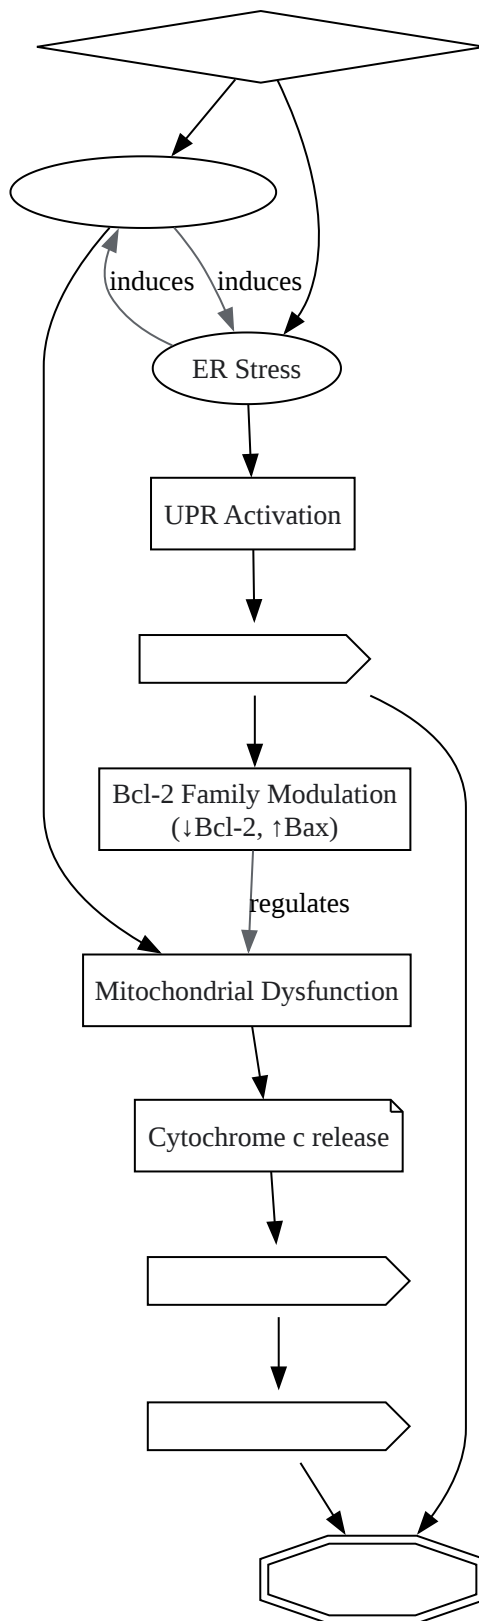 induces
induces
ER Stress
UPR Activation
Bcl-2 Family Modulation
(↓Bcl-2, ↑Bax)
regulates
Mitochondrial Dysfunction
Cytochrome c release